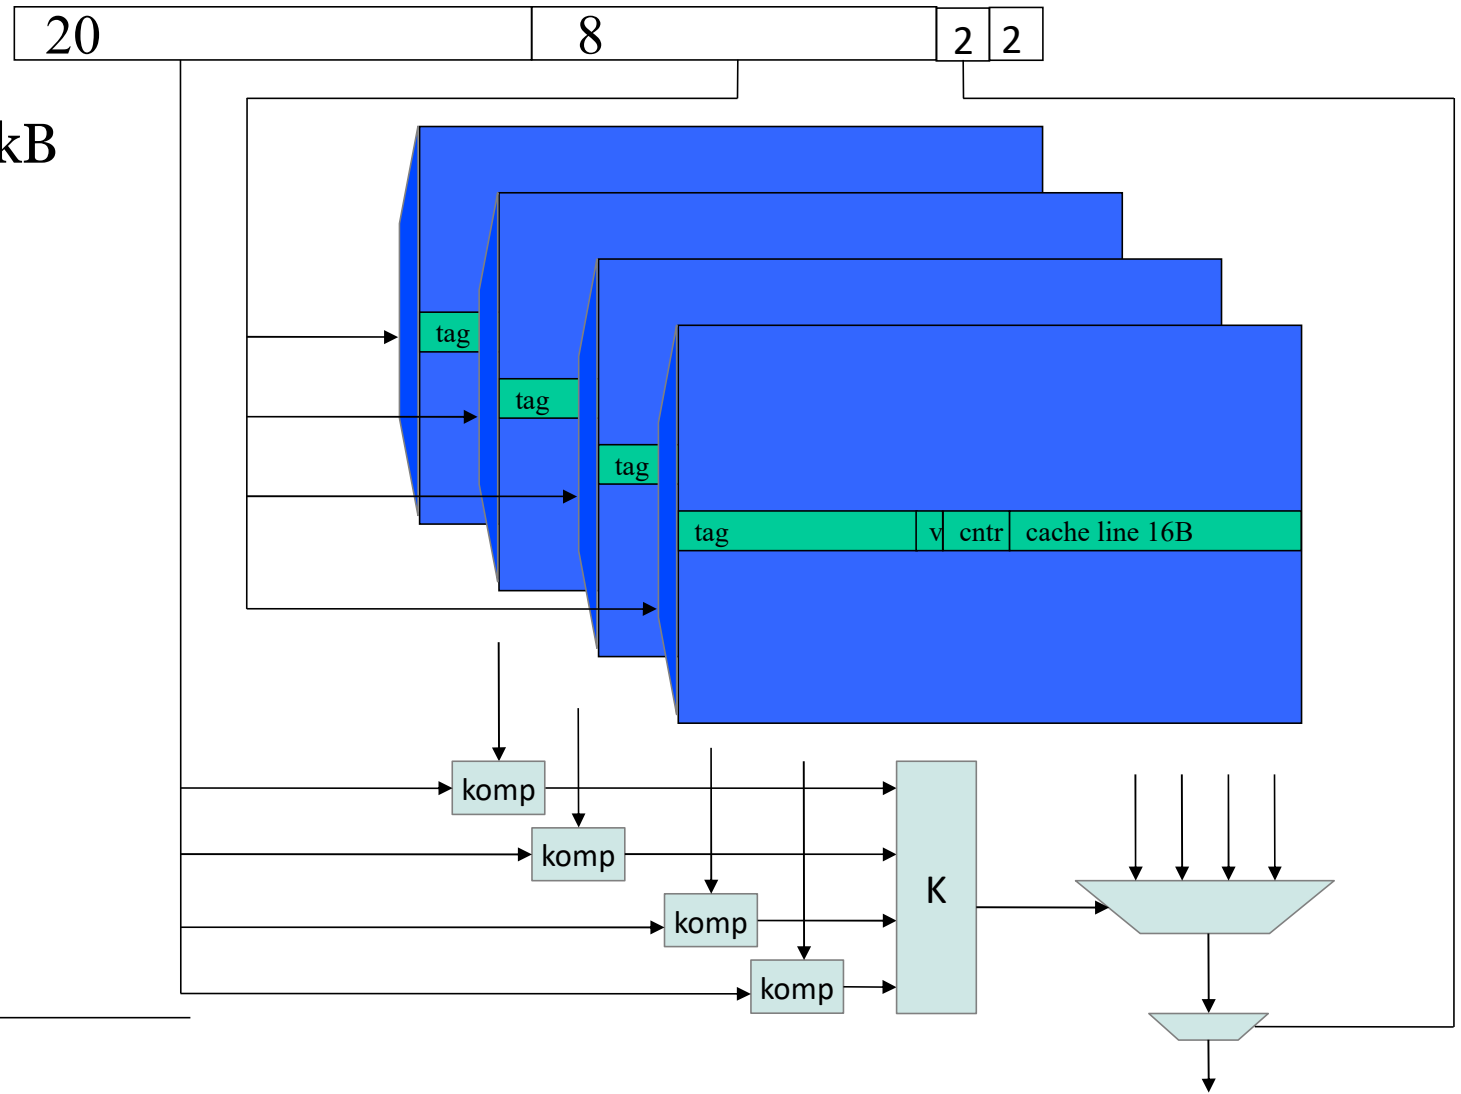 20 8 2 2
kB
tag
tag
tag
tag v cntr cache line 16B
komp
komp
K
komp
komp